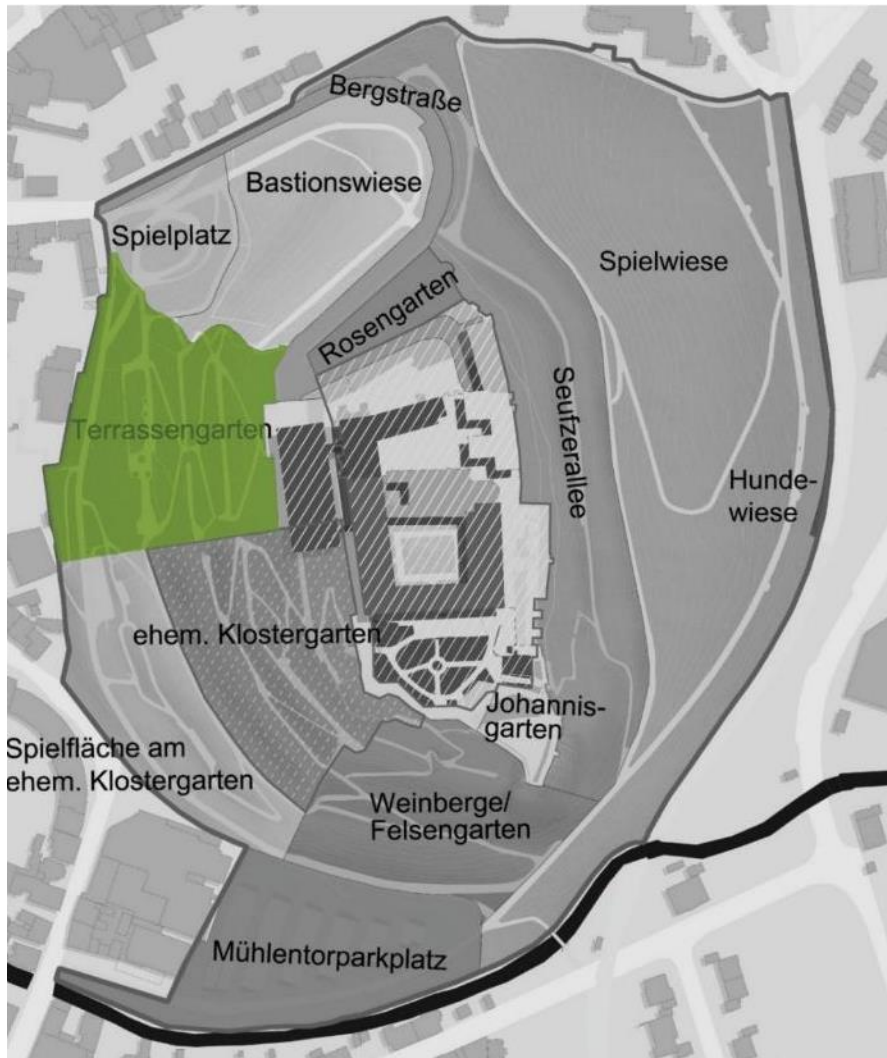 Bergstraße
Bastionswiese
Spielplatz
Spielwiese
Rosengarten
Seufzerallee
Terrassengarten
Hunde-
wiese
ehem. Klostergarten
Johannis-
garten
Spielfläche am
ehem. Klostergarten
Weinberge/
Felsengarten
Mühlentorparkplatz